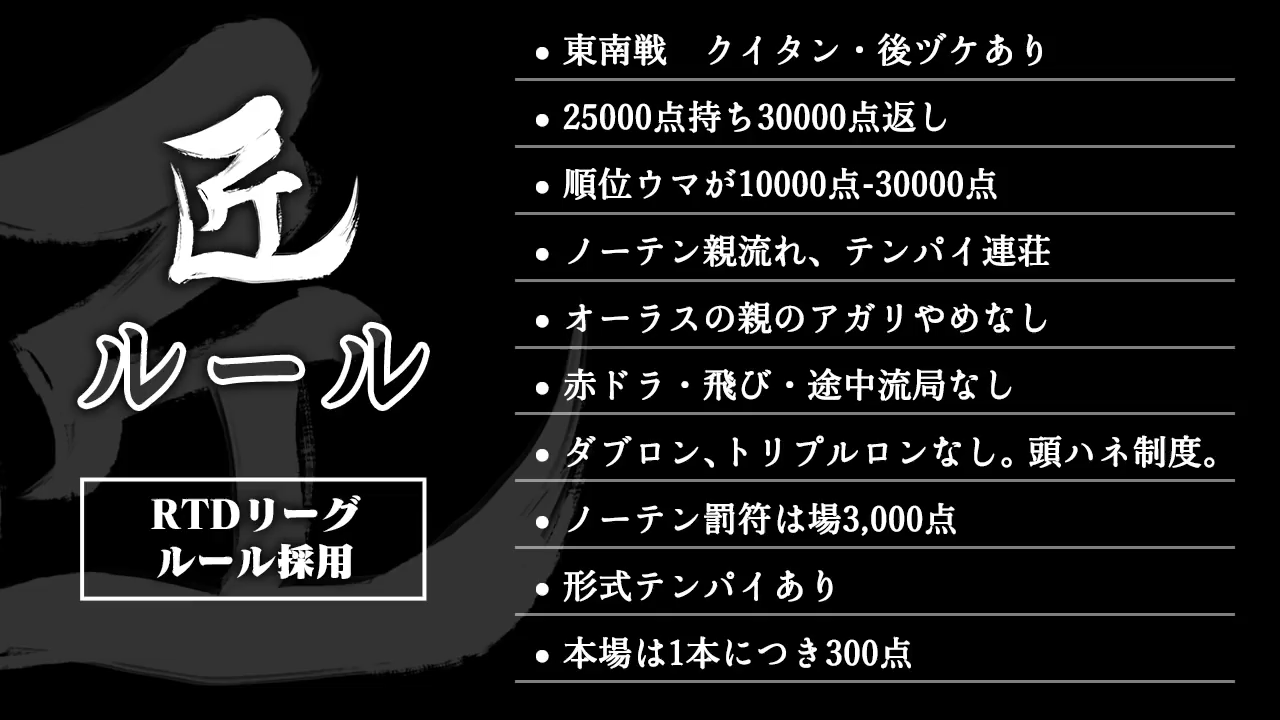 匠
ルール
RTDリーグ
ルール採用
• 東南戦　クイタン・後ヅケあり
• 25000点持ち30000点返し
• 順位ウマが10000点-30000点
• ノーテン親流れ、テンパイ連荘
• オーラスの親のアガリやめなし
• 赤ドラ・飛び・途中流局なし
• ダブロン、トリプルロンなし。頭ハネ制度。
• ノーテン罰符は場3,000点
• 形式テンパイあり
• 本場は1本につき300点